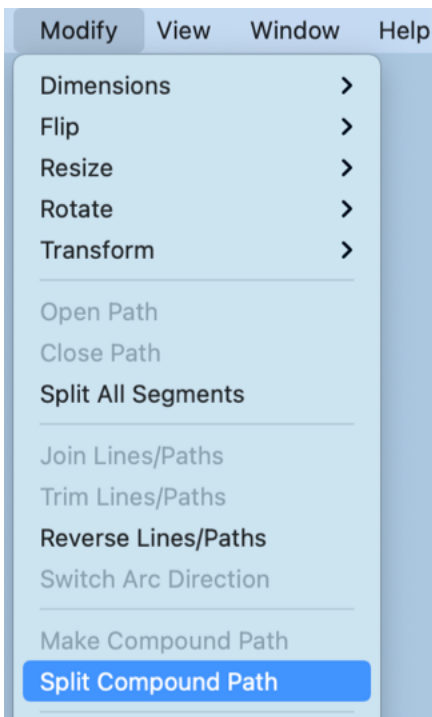 Modify View Window Help
Dimensions
Flip
Resize
Rotate
Transform
Open Path
Close Path
Split All Segments
Join Lines/Paths
Trim Lines/Paths
Reverse Lines/Paths
Switch Arc Direction
Make Compound Path
Split Compound Path